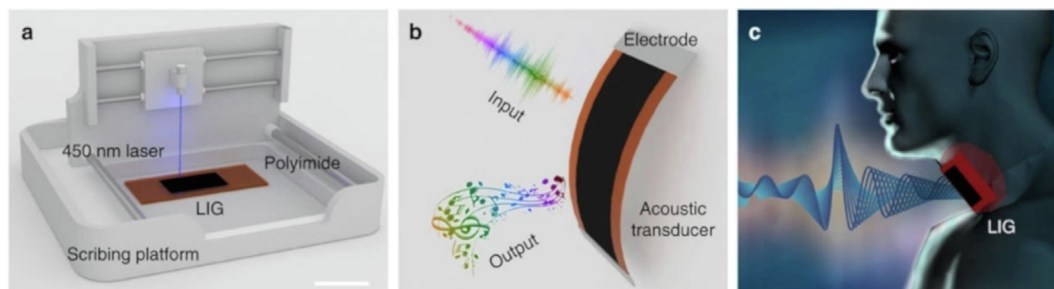 a
450 nm laser
Polyimide
LIG
Scribing platform
b
Electrode
Input
Acoustic
transducer
Output
c
LIG